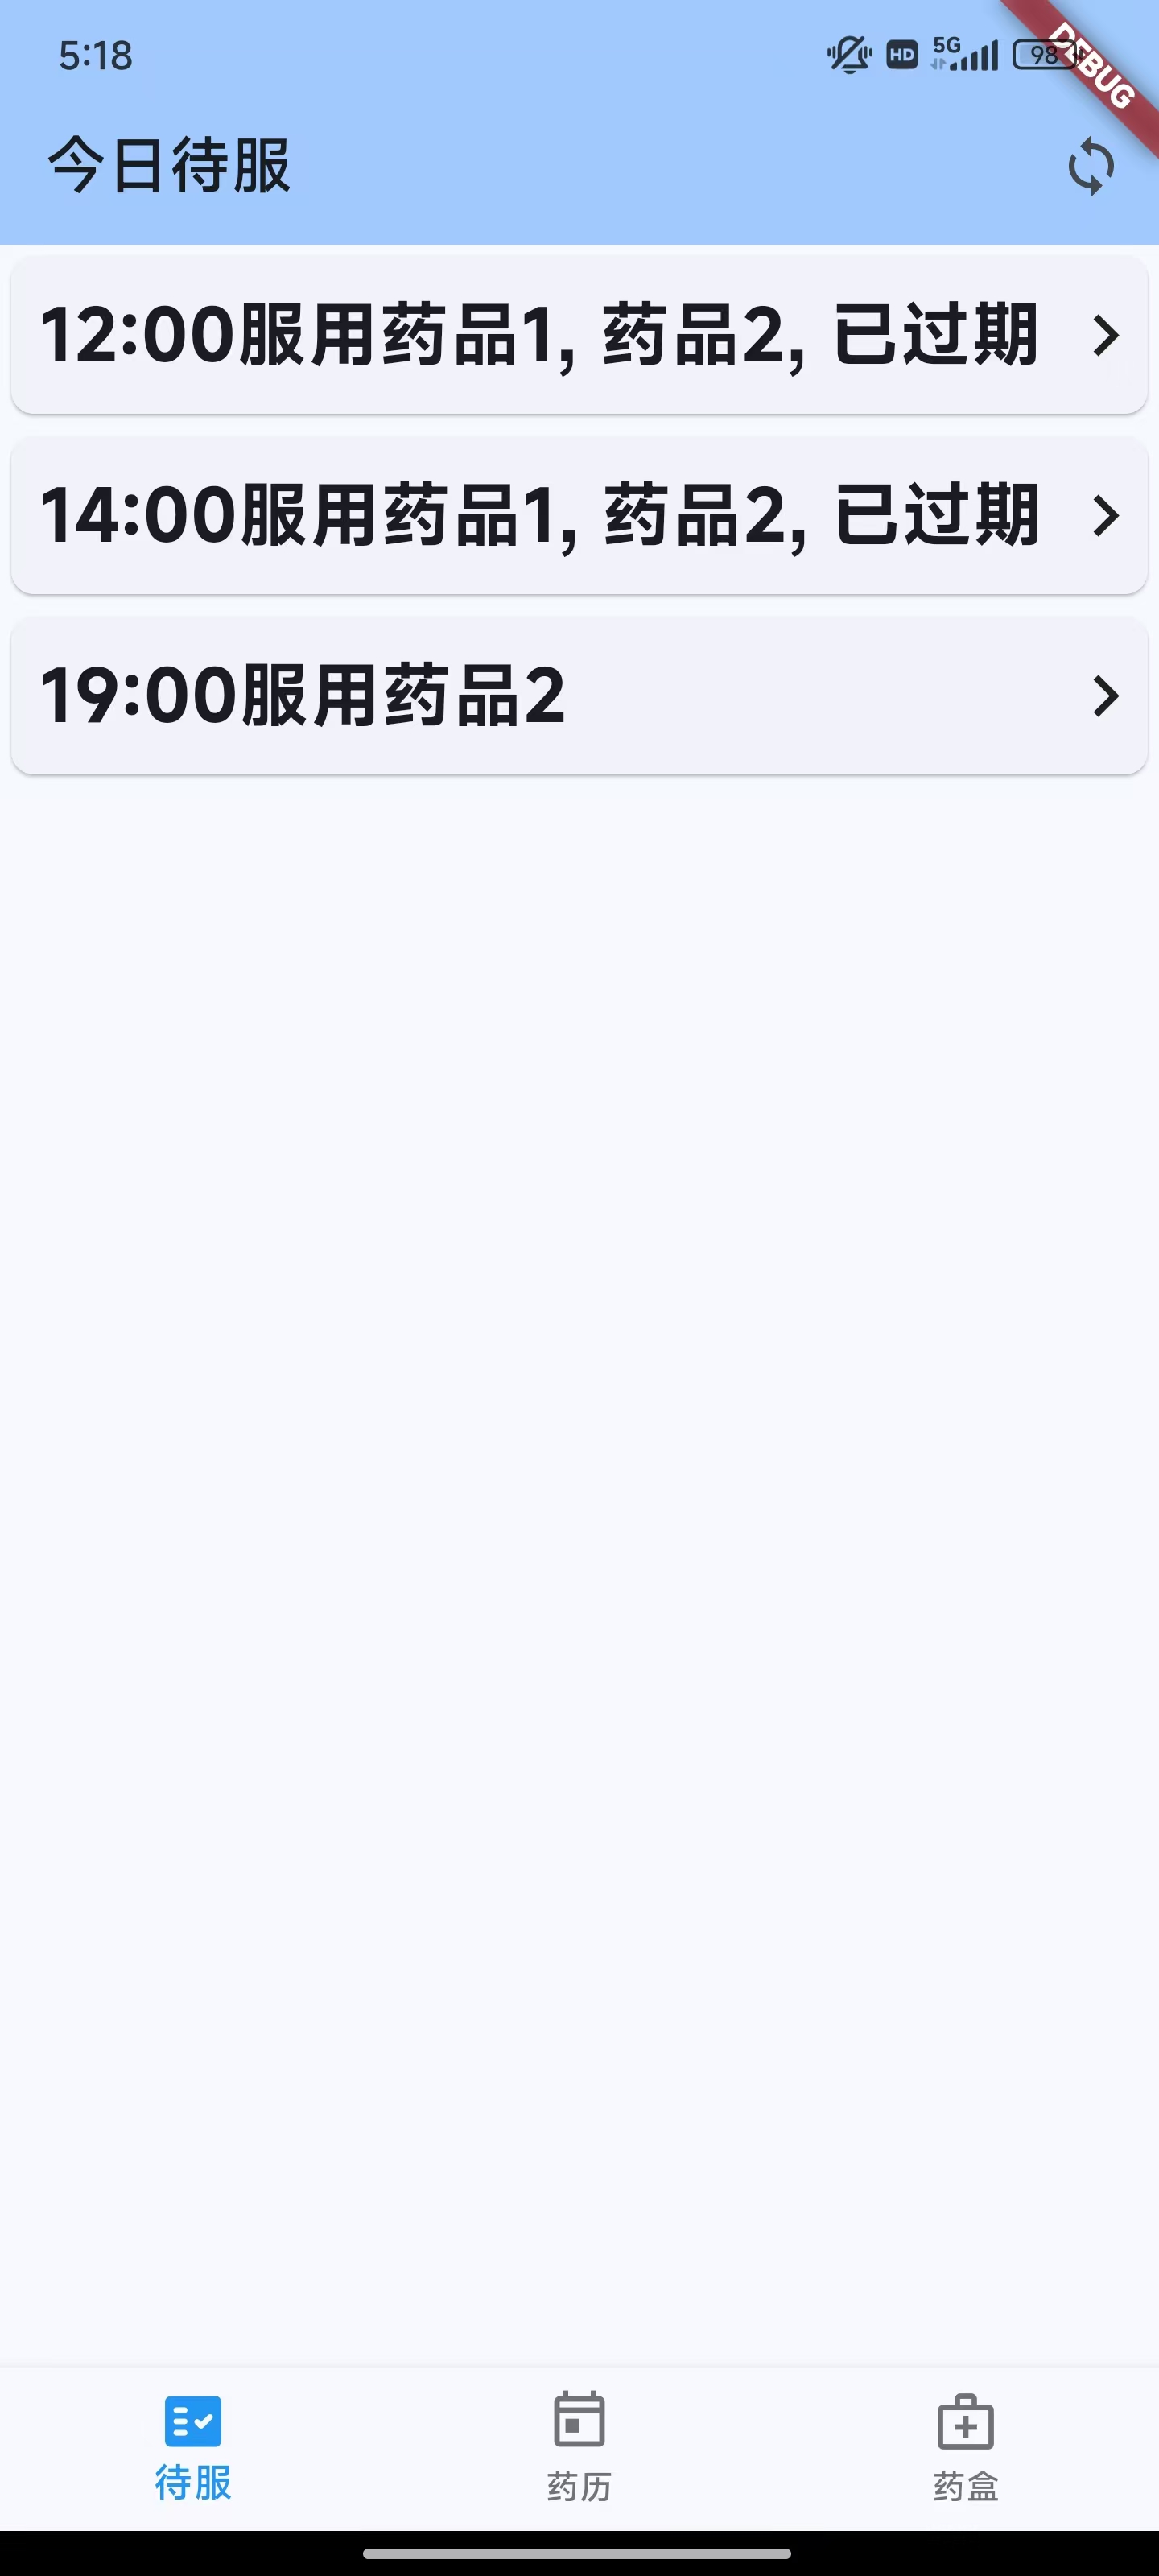 5:18
HD
5G
98
DEBUG
今日待服
12:00服用药品1, 药品2, 已过期
14:00服用药品1, 药品2, 已过期
19:00服用药品2
待服
药历
药盒